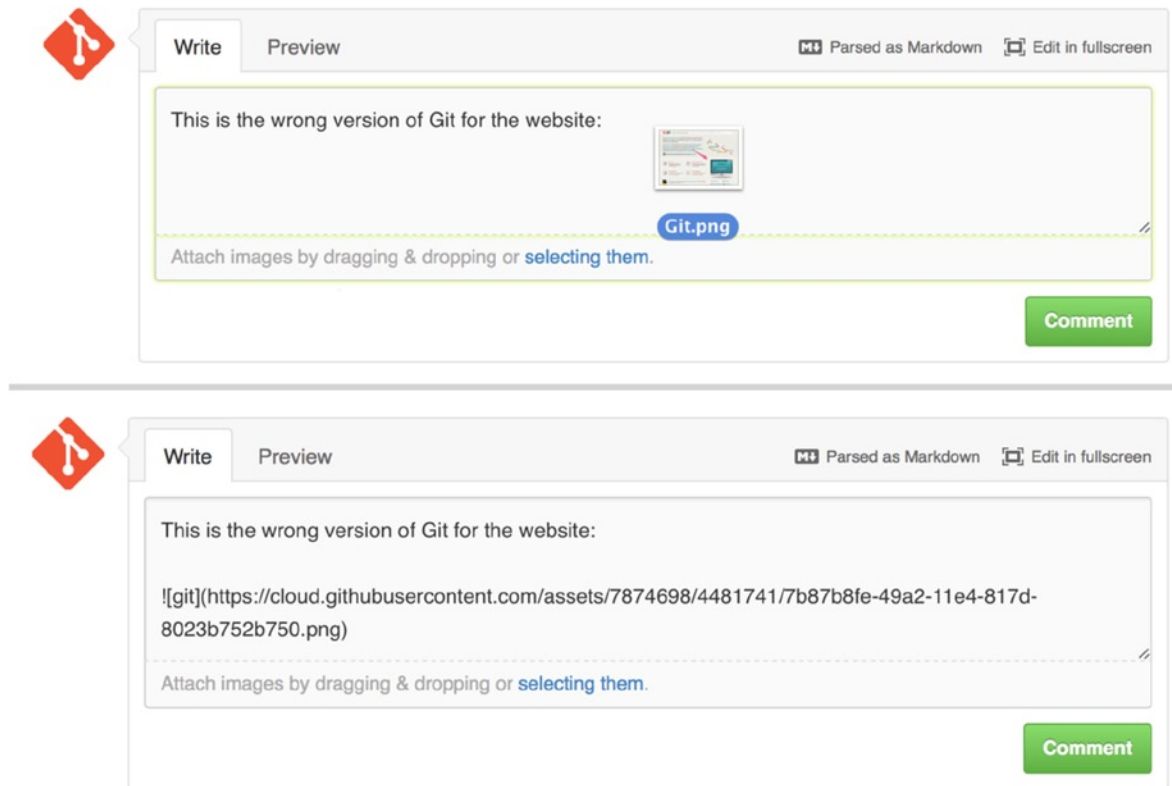 Write Preview Parsed as Markdown Edit in fullscreen
This is the wrong version of Git for the website:
Git.png
Attach images by dragging & dropping or selecting them.
Comment
Write Preview Parsed as Markdown Edit in fullscreen
This is the wrong version of Git for the website:
![git](https://cloud.githubusercontent.com/assets/7874698/4481741/7b87b8fe-49a2-11e4-817d-
8023b752b750.png)
Attach images by dragging & dropping or selecting them.
Comment